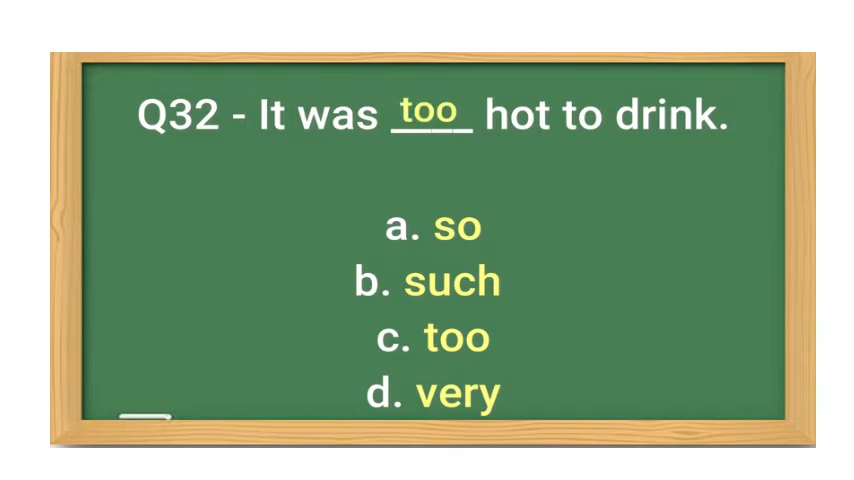 Q32 - It was too hot to drink.
a. so
b. such
c. too
d. very